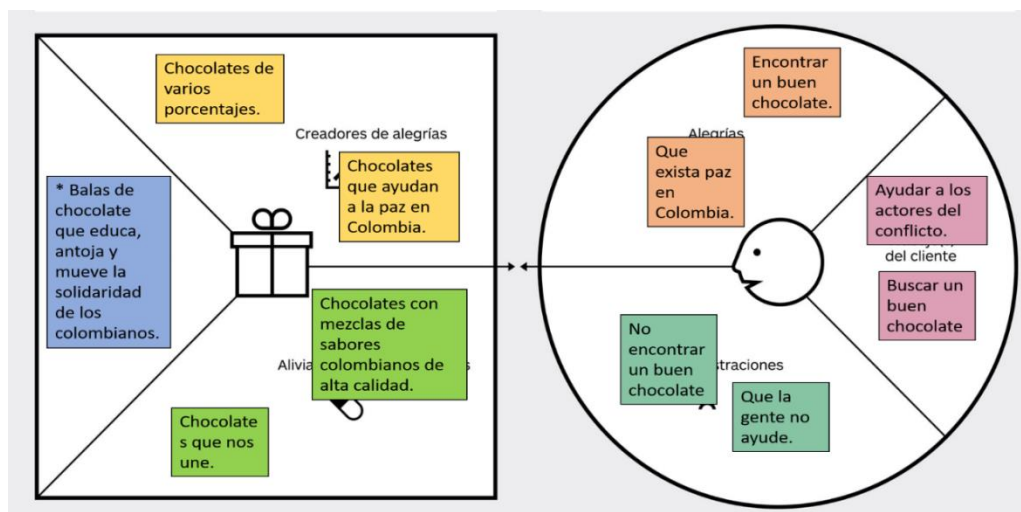 Chocolates de
varios
porcentajes.
Creadores de alegrías
Chocolates
que ayudan
a la paz en
Colombia.
* Balas de
chocolate
que educa,
antoja y
mueve la
solidaridad
de los
colombianos.
Chocolates con
mezclas de
sabores
colombianos de
alta calidad.
Alivia
s
Chocolate
s que nos
une.
Encontrar
un buen
chocolate.
Alegrías
Que
exista paz
en
Colombia.
Ayudar a los
actores del
conflicto.
del cliente
Buscar un
buen
chocolate
No
encontrar
un buen
chocolate
straciones
Que la
gente no
ayude.